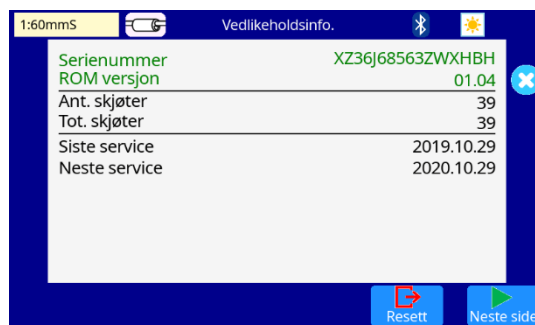 1:60mmS Vedlikeholdsinfo.
Serienummer XZ36J68563ZWXHBH
ROM versjon 01.04
Ant. skjøter 39
Tot. skjøter 39
Siste service 2019.10.29
Neste service 2020.10.29
Resett Neste side